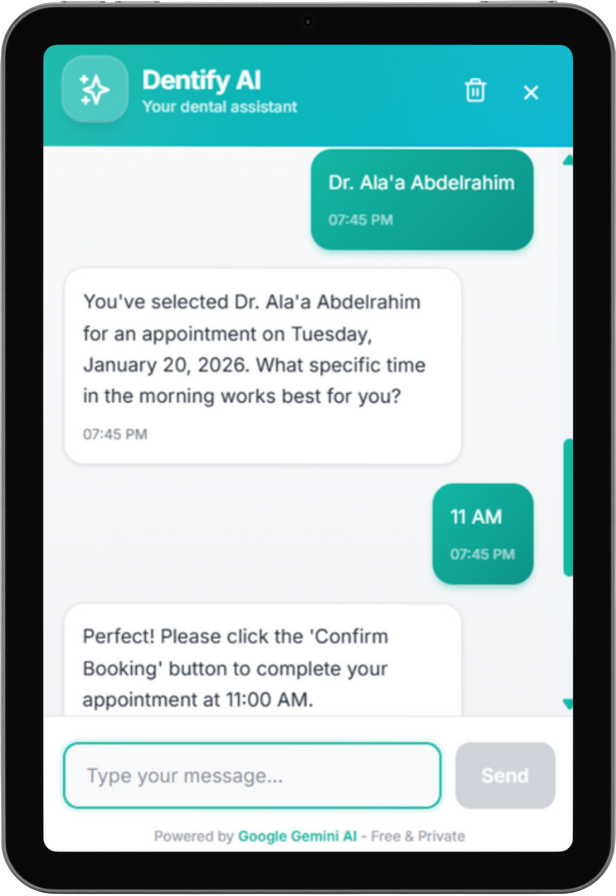 Dentify AI
Your dental assistant
Dr. Ala'a Abdelrahim
07:45 PM
You've selected Dr. Ala'a Abdelrahim
for an appointment on Tuesday,
January 20, 2026. What specific time
in the morning works best for you?
07:45 PM
11 AM
07:45 PM
Perfect! Please click the 'Confirm
Booking' button to complete your
appointment at 11:00 AM.
Type your message...
Send
Powered by Google Gemini AI - Free & Private